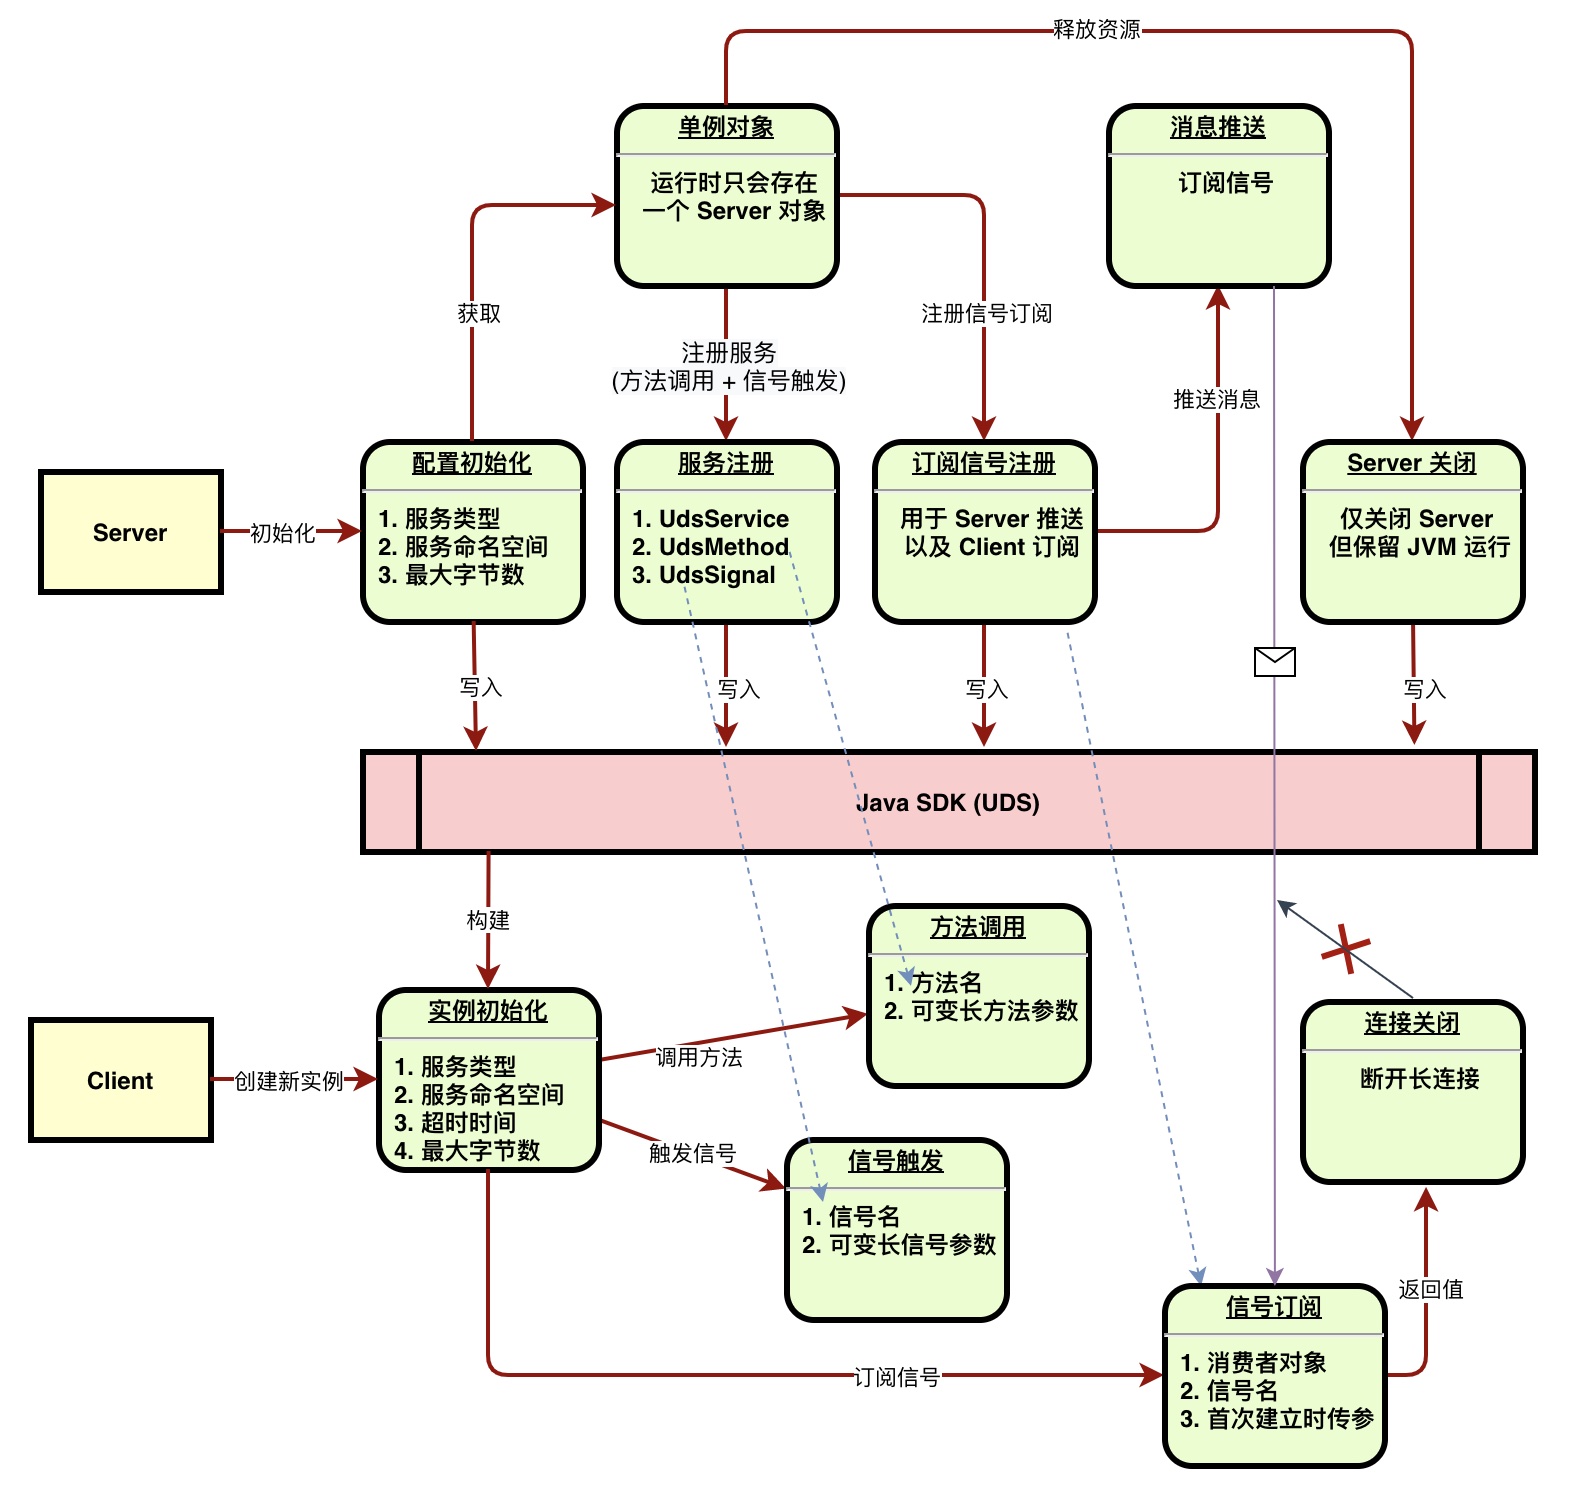 释放资源
单例对象
运行时只会存在
一个 Server 对象
消息推送
订阅信号
获取
注册信号订阅
注册服务
(方法调用 + 信号触发)
推送消息
Server
初始化
配置初始化
1. 服务类型
2. 服务命名空间
3. 最大字节数
服务注册
1. UdsService
2. UdsMethod
3. UdsSignal
订阅信号注册
用于 Server 推送
以及 Client 订阅
Server 关闭
仅关闭 Server
但保留 JVM 运行
写入
写入
写入
写入
Java SDK (UDS)
构建
方法调用
1. 方法名
2. 可变长方法参数
Client
创建新实例
实例初始化
1. 服务类型
2. 服务命名空间
3. 超时时间
4. 最大字节数
调用方法
触发信号
连接关闭
断开长连接
信号触发
1. 信号名
2. 可变长信号参数
返回值
订阅信号
信号订阅
1. 消费者对象
2. 信号名
3. 首次建立时传参